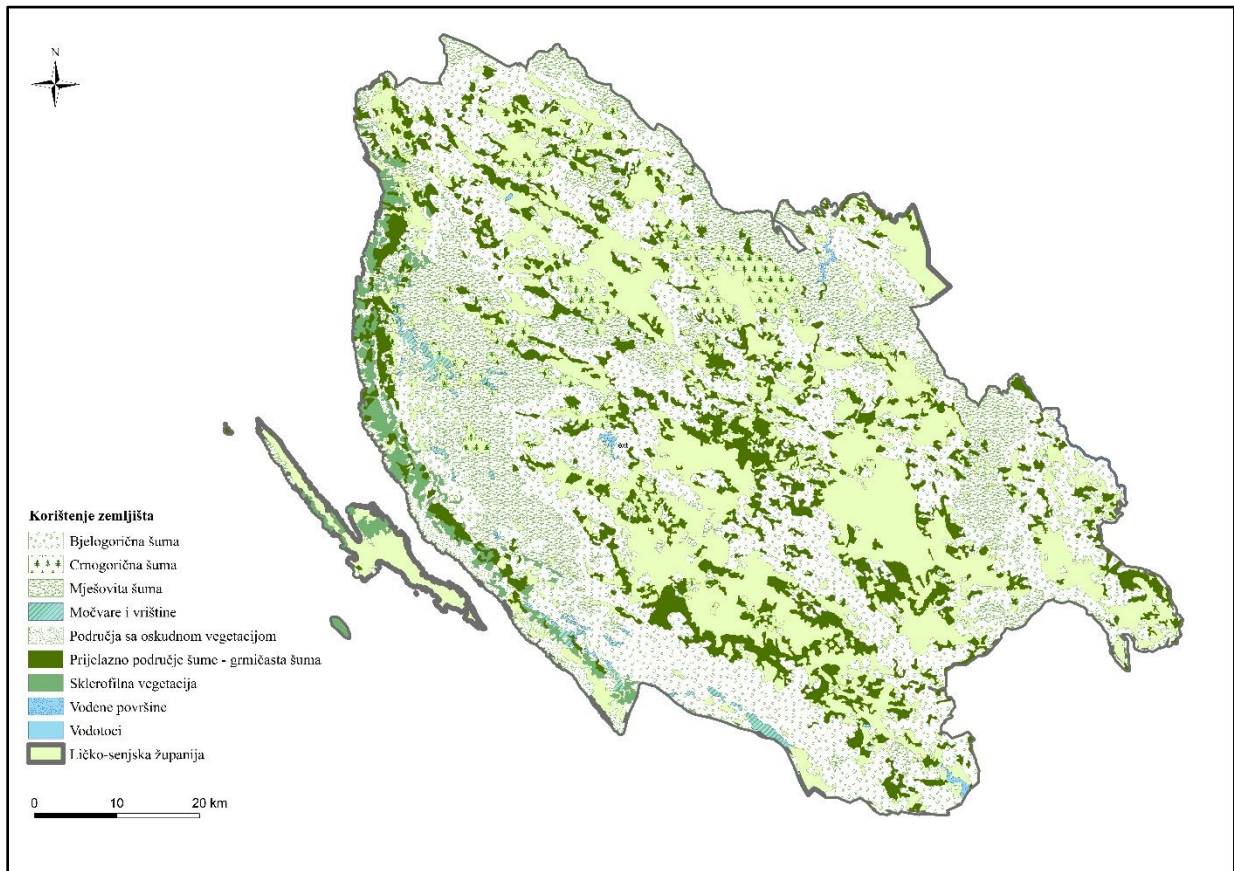 N
ext
Korištenje zemljišta
Bjelogorična šuma
Crnogorična šuma
Mješovita šuma
Močvare i vrištine
Područja sa oskudnom vegetacijom
Prijelazno područje šume - grmičasta šuma
Sklerofilna vegetacija
Vodene površine
Vodotoci
Ličko-senjska županija
0 10 20 km